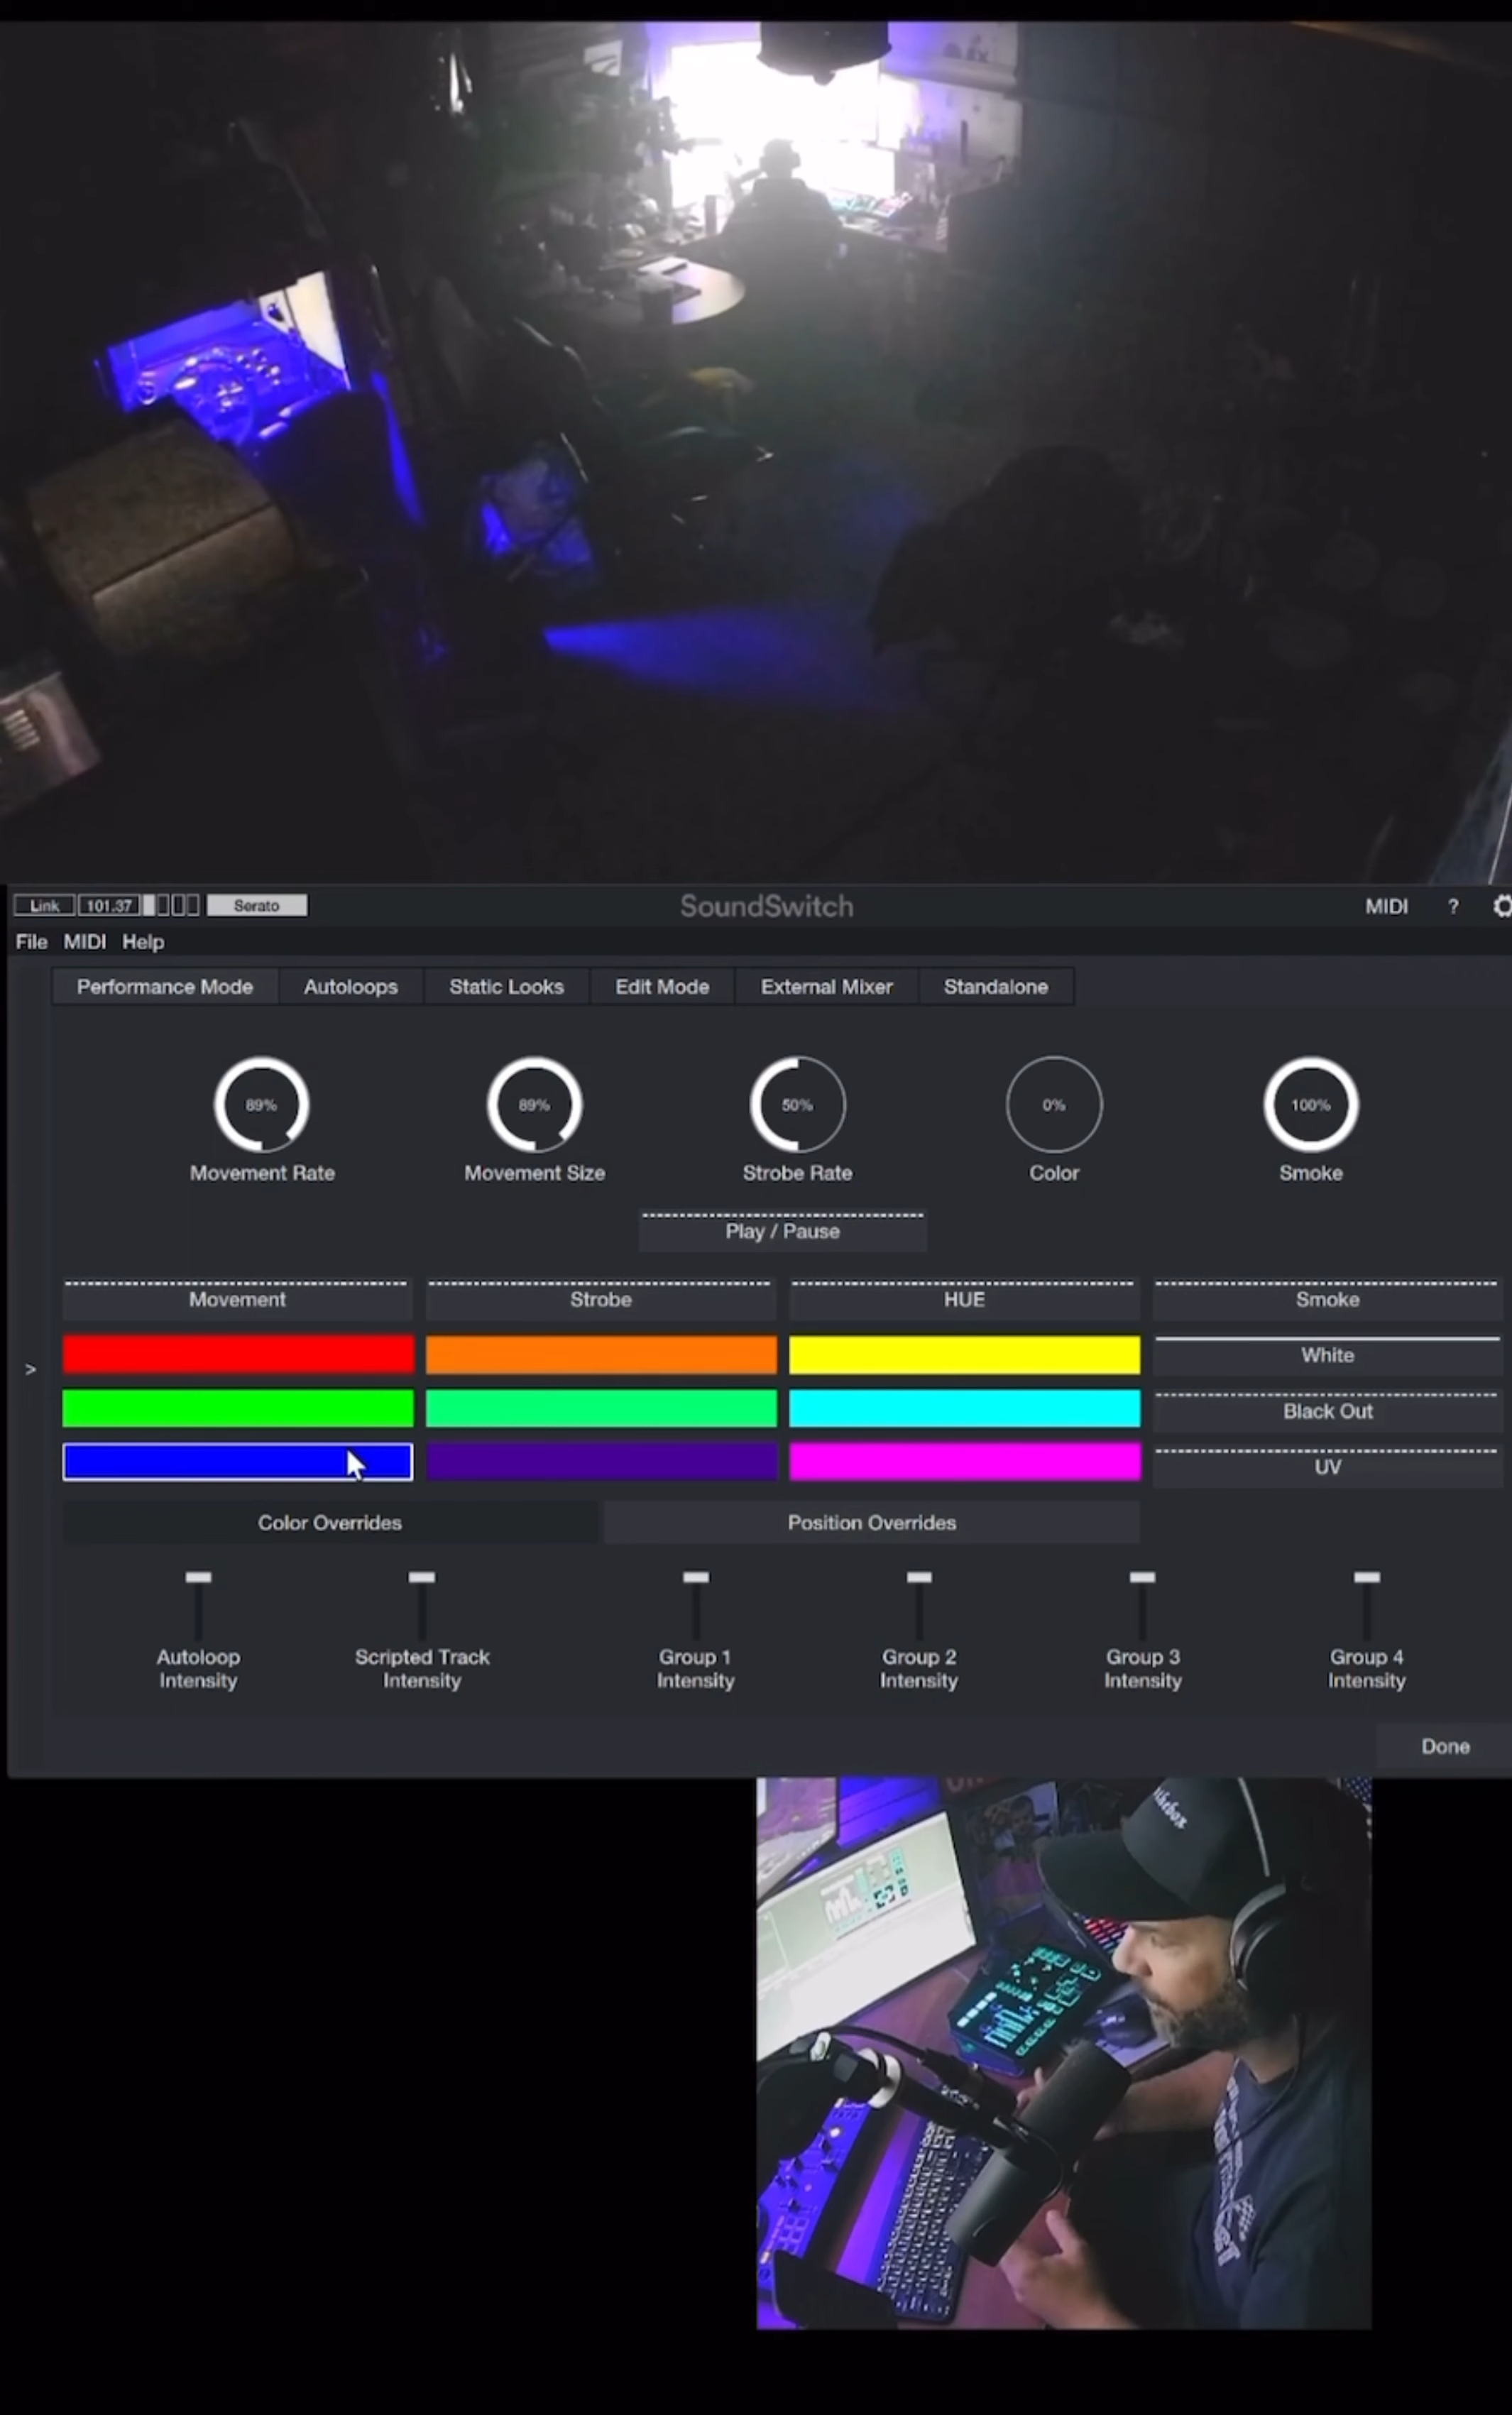 Link 101.37 Serato SoundSwitch MIDI ?
File MIDI Help
Performance Mode Autoloops Static Looks Edit Mode External Mixer Standalone
89% 89% 50% 0% 100%
Movement Rate Movement Size Strobe Rate Color Smoke
Play / Pause
Movement Strobe HUE Smoke
White
>
Black Out
UV
Color Overrides Position Overrides
Autoloop Intensity
Scripted Track Intensity
Group 1 Intensity
Group 2 Intensity
Group 3 Intensity
Group 4 Intensity
Done